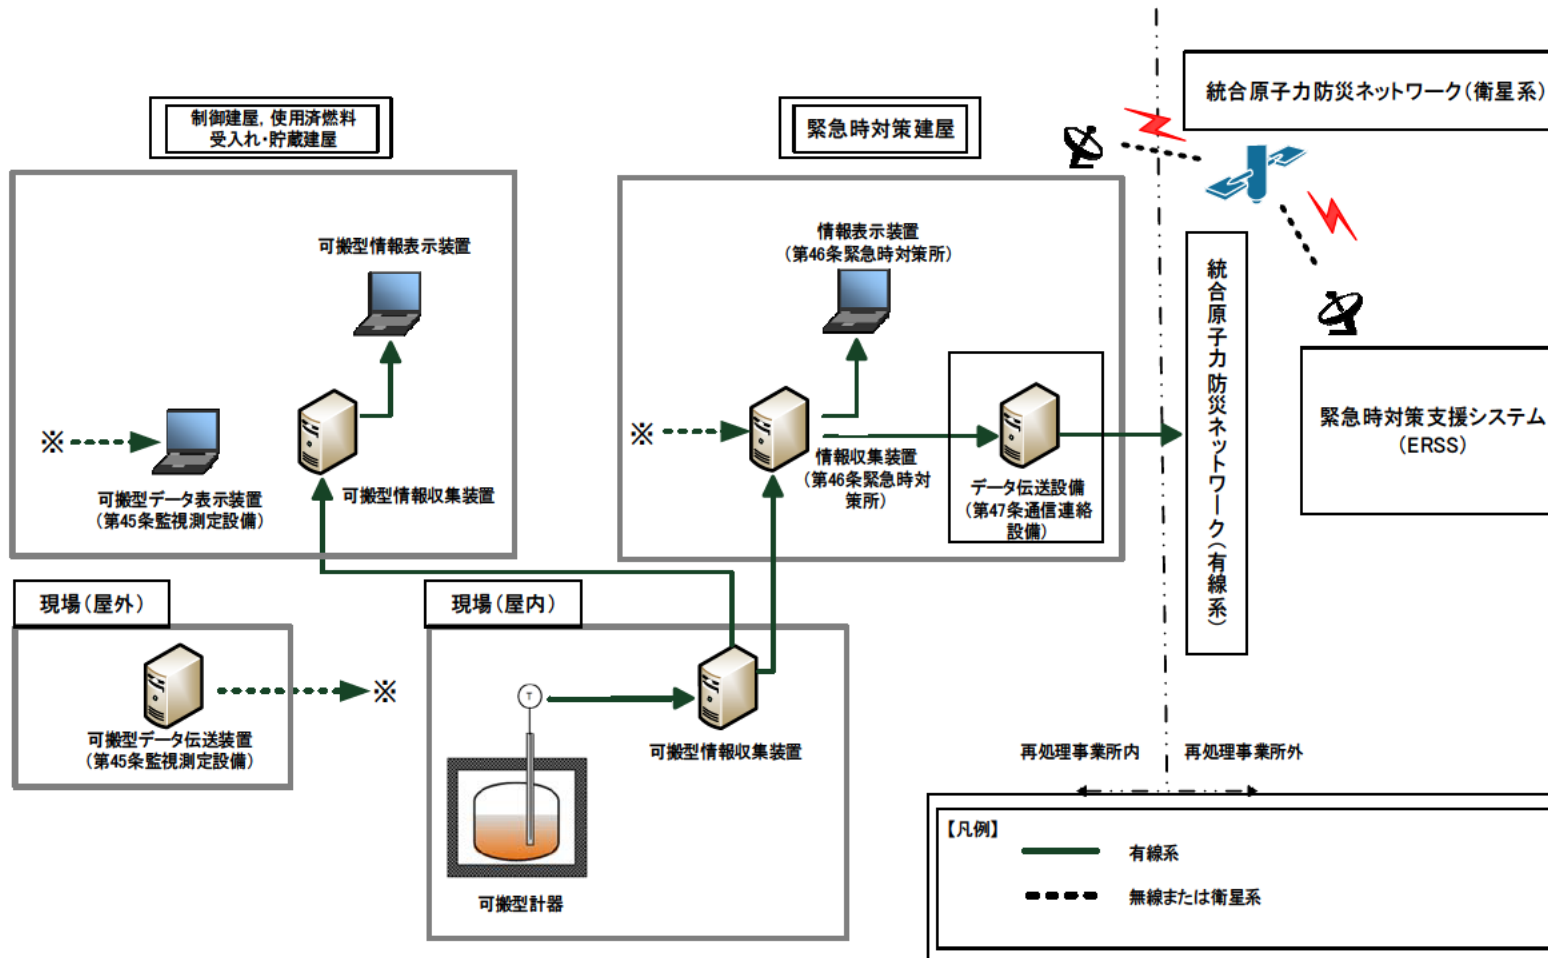 制御建屋，使用済燃料
受入れ・貯蔵建屋
緊急時対策建屋
統合原子力防災ネットワーク（衛星系）
可搬型情報表示装置
※
可搬型データ表示装置
（第45条監視測定設備）
可搬型情報収集装置
情報表示装置
（第46条緊急時対策所）
※
情報収集装置
（第46条緊急時対
策所）
データ伝送設備
（第47条通信連絡
設備）
統合原子力防災ネットワーク（有線系）
緊急時対策支援システム
（ERSS）
現場（屋外）
可搬型データ伝送装置
（第45条監視測定設備）
※
現場（屋内）
T
可搬型情報収集装置
可搬型計器
再処理事業所内
再処理事業所外
【凡例】
有線系
無線または衛星系